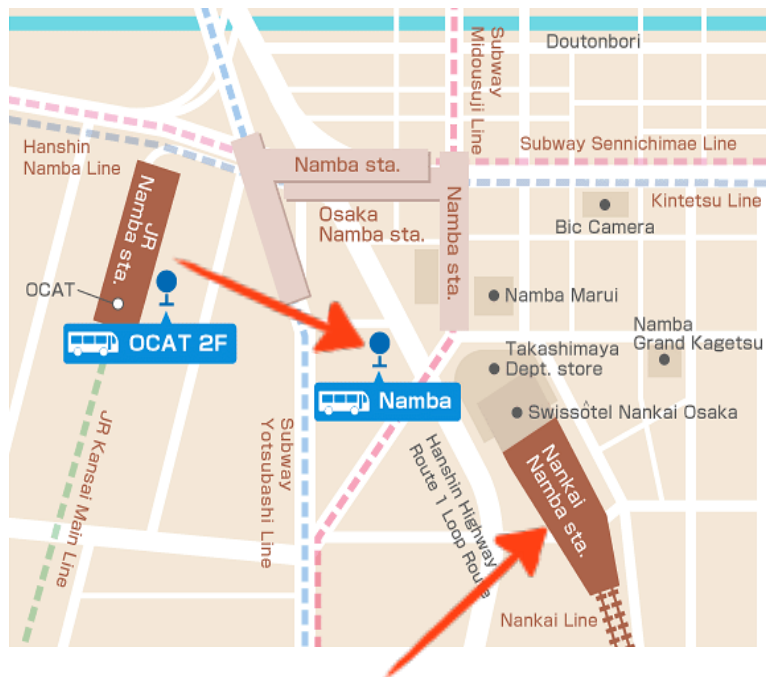 Doutonbori
Subway
Midousuji Line
Subway Sennichimae Line
Hanshin
Namba Line
Namba sta.
JR
Namba sta.
Osaka
Namba sta.
Namba sta.
Kintetsu Line
Bic Camera
OCAT
Namba Marui
OCAT 2F
Takashimaya
Dept. store
Namba
Grand Kagetsu
Namba
Swissôtel Nankai Osaka
Subway
Yotsubashi Line
JR Kansai Main Line
Hanshin Highway
Route 1 Loop Route
Nankai
Namba sta.
Nankai Line